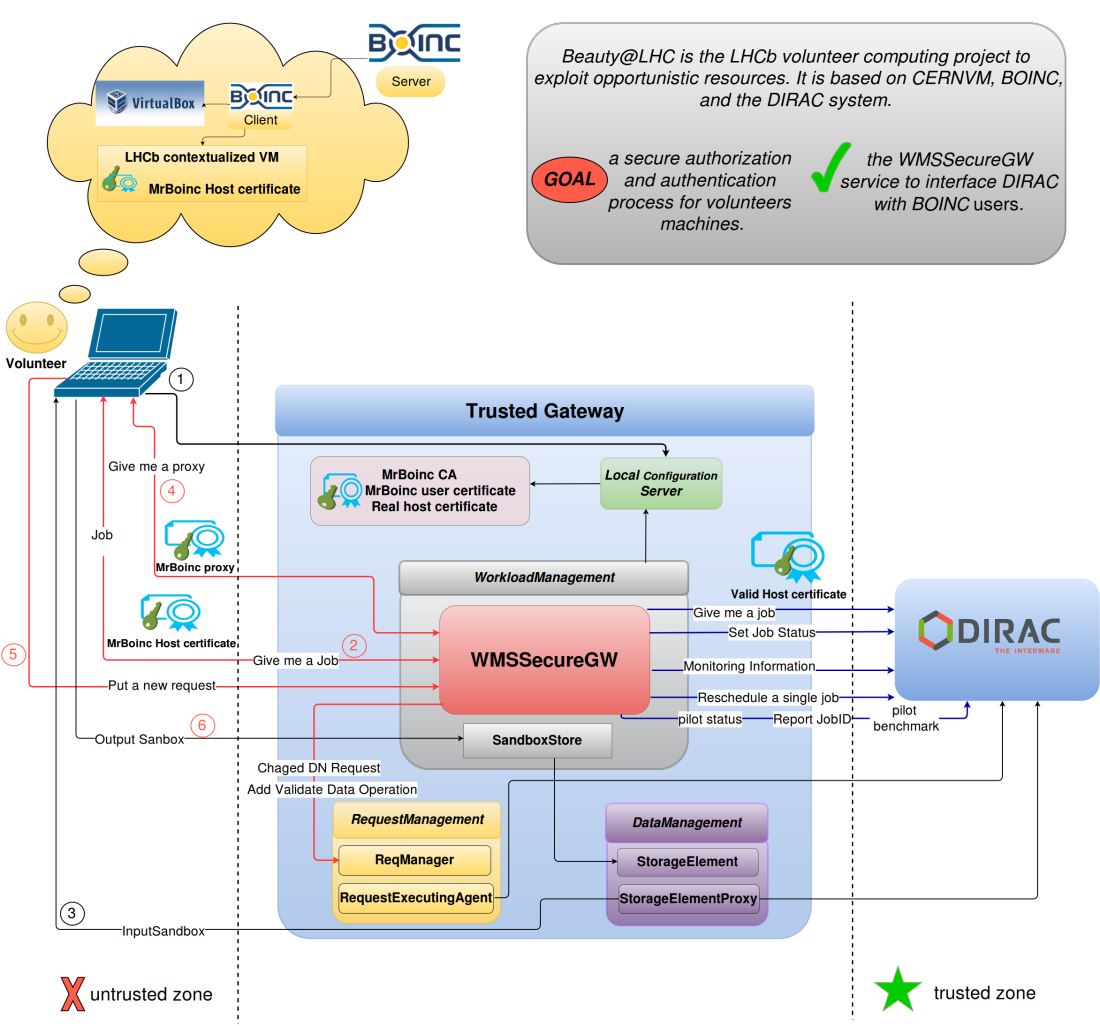 BOINC
Server
VirtualBox
BOINC
Client
LHCb contextualized VM
MrBoinc Host certificate
Beauty@LHC is the LHCb volunteer computing project to
exploit opportunistic resources. It is based on CERNVM, BOINC,
and the DIRAC system.
GOAL
a secure authorization
and authentication
process for volunteers
machines.
the WMSSecureGW
service to interface DIRAC
with BOINC users.
Volunteer
1
Trusted Gateway
Give me a proxy
4
MrBoinc CA
MrBoinc user certificate
Real host certificate
Local Configuration
Server
Job
MrBoinc proxy
WorkloadManagement
Valid Host certificate
MrBoinc Host certificate
Give me a job
Set Job Status
DIRAC
THE INTERWARE
5
2
Give me a Job
WMSSecureGW
Monitoring Information
Put a new request
Reschedule a single job
pilot status
Report JobID
pilot
benchmark
6
Output Sanbox
SandboxStore
Chaged DN Request
Add Validate Data Operation
RequestManagement
ReqManager
RequestExecutingAgent
DataManagement
StorageElement
StorageElementProxy
3
InputSandbox
X untrusted zone
trusted zone